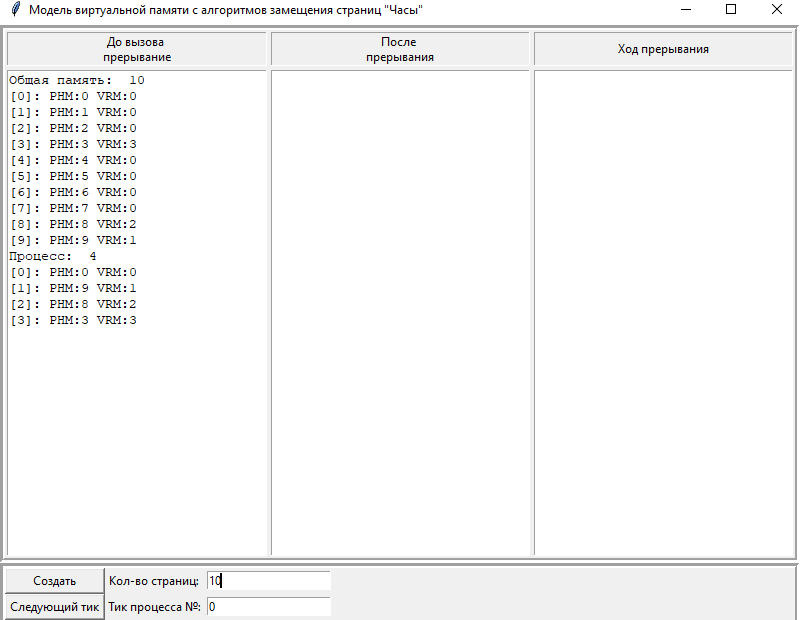 Модель виртуальной памяти с алгоритмов замещения страниц "Часы"
До вызова
прерывание
После
прерывания
Ход прерывания
Общая память:  10
[0]: PHM:0 VRM:0
[1]: PHM:1 VRM:0
[2]: PHM:2 VRM:0
[3]: PHM:3 VRM:3
[4]: PHM:4 VRM:0
[5]: PHM:5 VRM:0
[6]: PHM:6 VRM:0
[7]: PHM:7 VRM:0
[8]: PHM:8 VRM:2
[9]: PHM:9 VRM:1
Процесс:  4
[0]: PHM:0 VRM:0
[1]: PHM:9 VRM:1
[2]: PHM:8 VRM:2
[3]: PHM:3 VRM:3
Создать Кол-во страниц: 10
Следующий тик Тик процесса №: 0